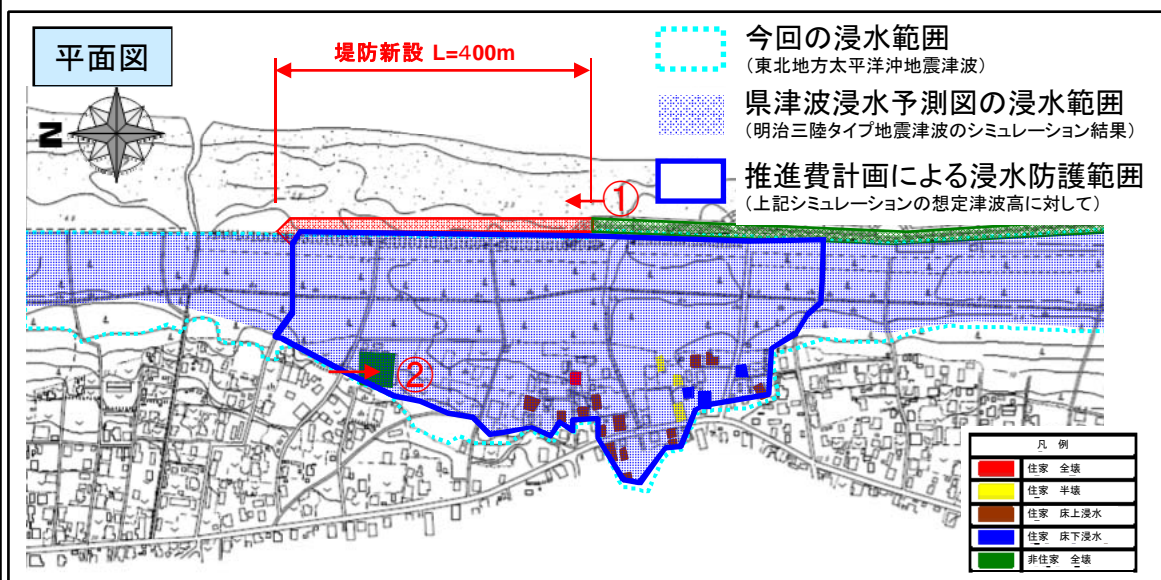 平面図
堤防新設 L=400m
今回の浸水範囲
(東北地方太平洋沖地震津波)
県津波浸水予測図の浸水範囲
(明治三陸タイプ地震津波のシミュレーション結果)
推進費計画による浸水防護範囲
(上記シミュレーションの想定津波高に対して)
N
①
②
凡 例
住家 全壊
住家 半壊
住家 床上浸水
住家 床下浸水
非住家 全壊